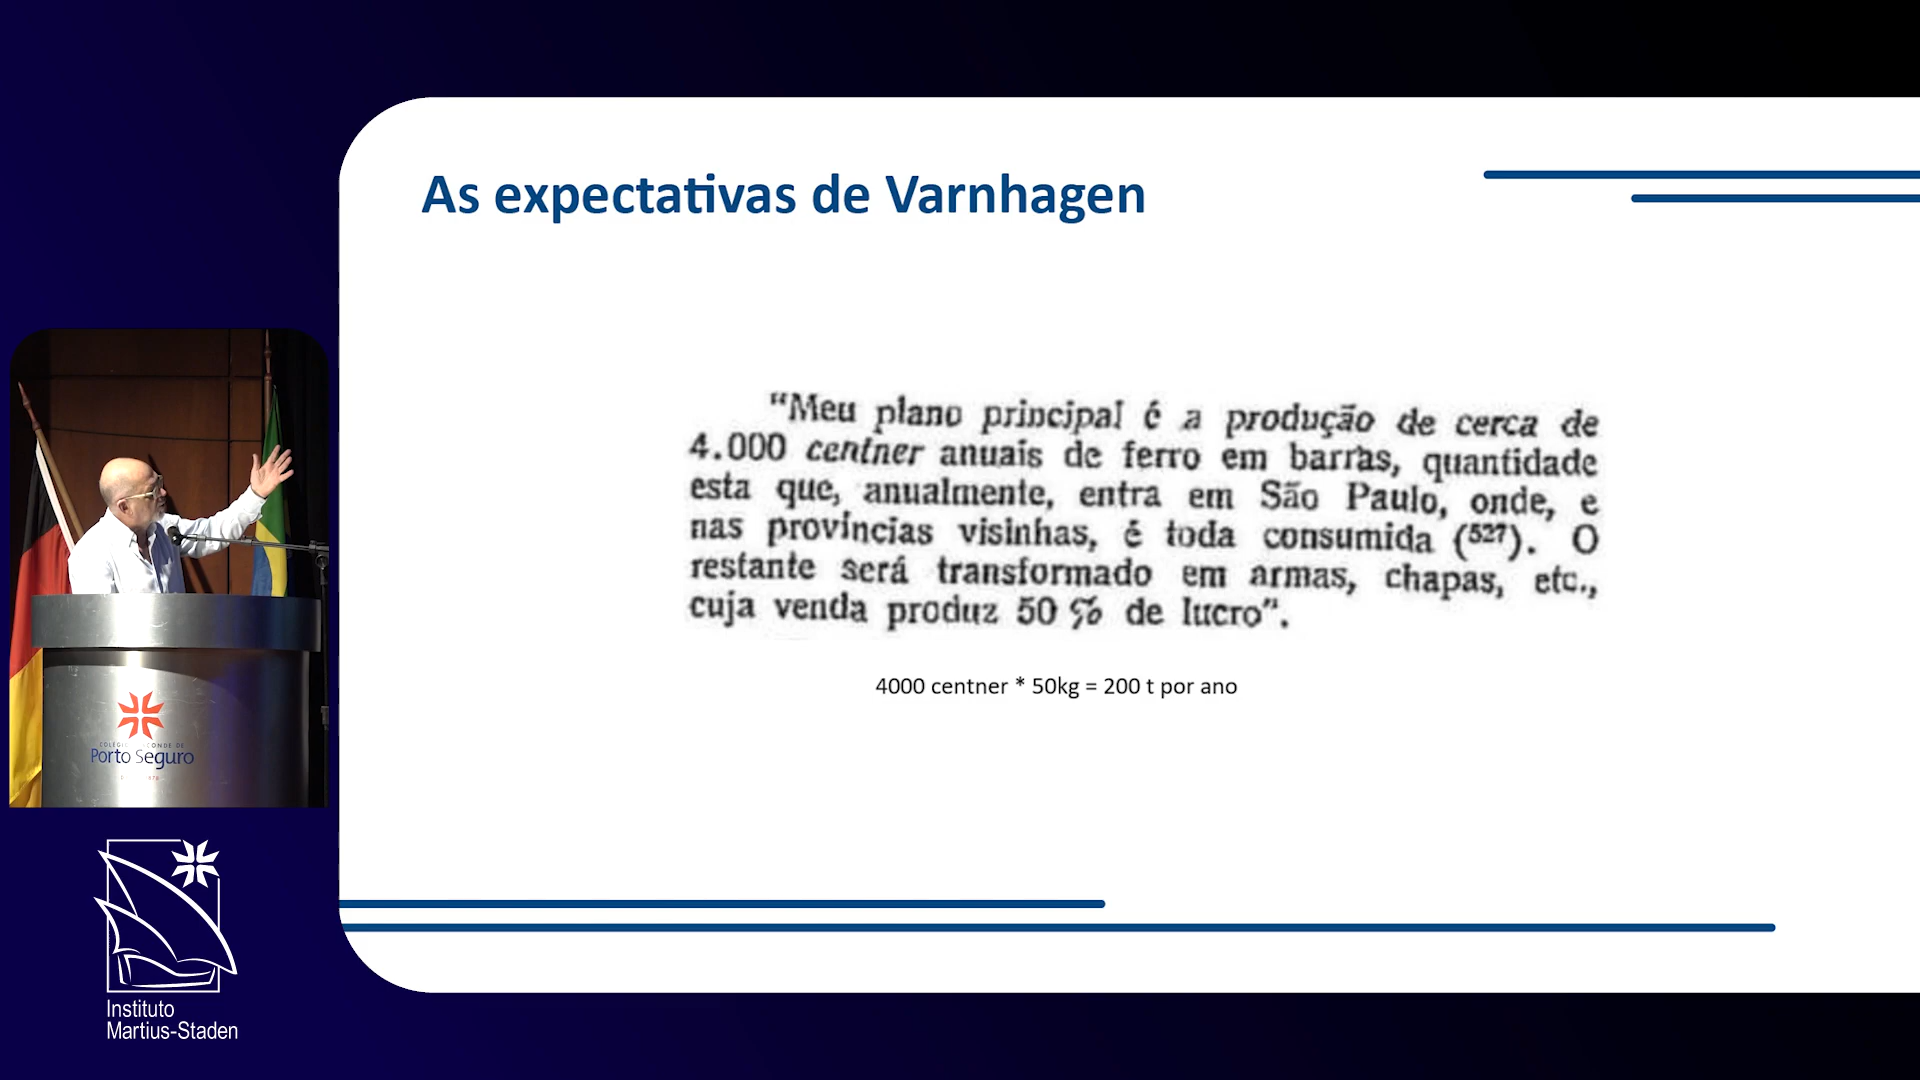 As expectativas de Varnhagen
“Meu plano principal é a produção de cerca de
4.000 centner anuais de ferro em barras, quantidade
esta que, anualmente, entra em São Paulo, onde, e
nas províncias visinhas, é toda consumida (527). O
restante será transformado em armas, chapas, etc.,
cuja venda produz 50 % de lucro”.
4000 centner * 50kg = 200 t por ano
Porto Seguro
Instituto
Martius-Staden